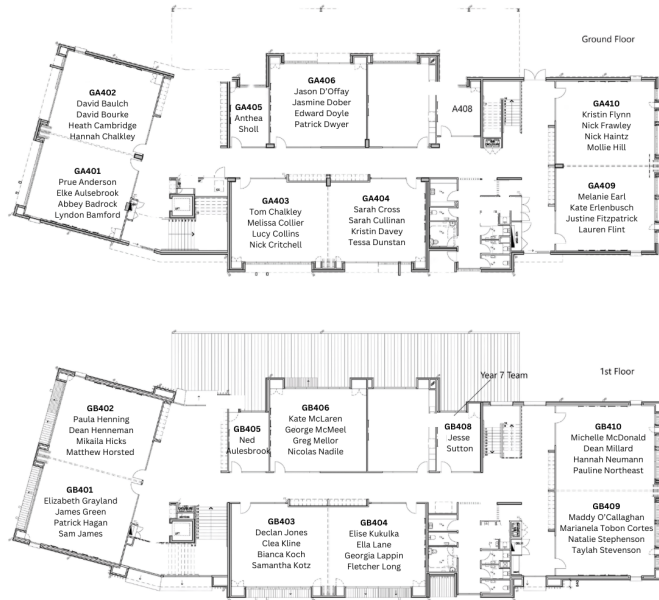 Ground Floor
GA402
David Baulch
David Bourke
Heath Cambridge
Hannah Chalkley
GA401
Prue Anderson
Elke Aulsebrook
Abbey Badrock
Lyndon Bamford
GA405
Anthea
Sholl
GA406
Jason D'Offay
Jasmine Dober
Edward Doyle
Patrick Dwyer
A408
GA403
Tom Chalkley
Melissa Collier
Lucy Collins
Nick Critchell
GA404
Sarah Cross
Sarah Cullinan
Kristin Davey
Tessa Dunstan
GA410
Kristin Flynn
Nick Frawley
Nick Haintz
Mollie Hill
GA409
Melanie Earl
Kate Erlenbusch
Justine Fitzpatrick
Lauren Flint
1st Floor
Year 7 Team
GB402
Paula Henning
Dean Henneman
Mikaila Hicks
Matthew Horsted
GB401
Elizabeth Grayland
James Green
Patrick Hagan
Sam James
GB405
Ned
Aulesbrook
GB406
Kate McLaren
George McMeel
Greg Mellor
Nicolas Nadile
GB408
Jesse
Sutton
GB403
Declan Jones
Clea Kline
Bianca Koch
Samantha Kotz
GB404
Elise Kukulka
Ella Lane
Georgia Lappin
Fletcher Long
GB410
Michelle McDonald
Dean Millard
Hannah Neumann
Pauline Northeast
GB409
Maddy O'Callaghan
Marianela Tobon Cortes
Natalie Stephenson
Taylah Stevenson